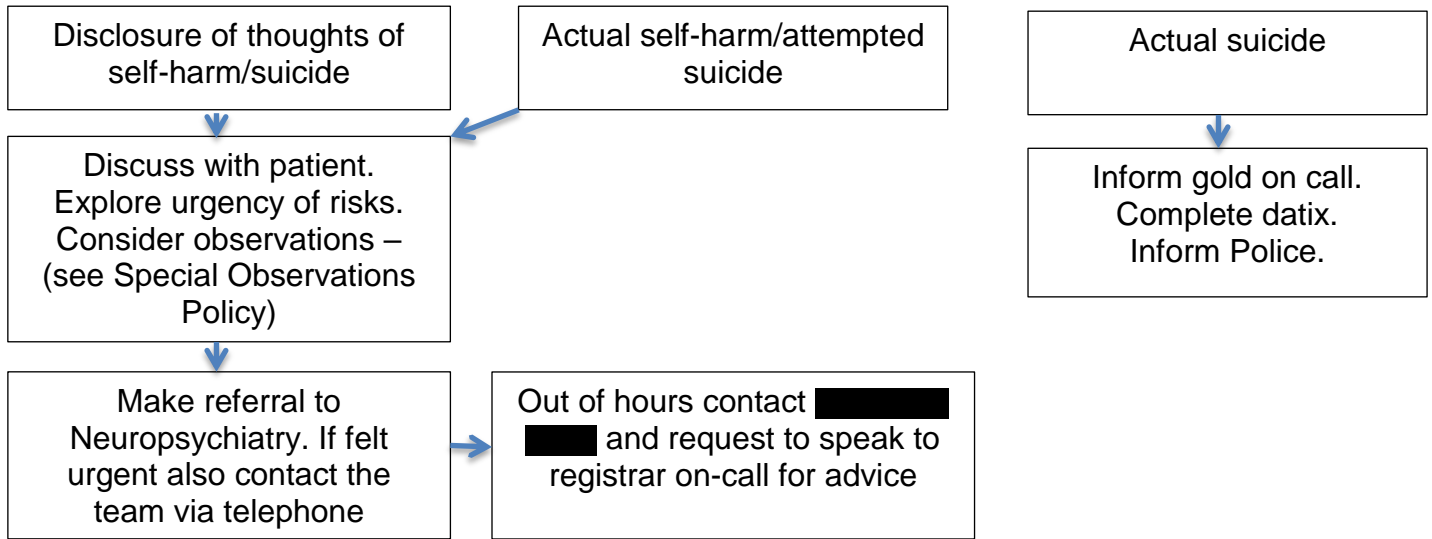 Disclosure of thoughts of
self-harm/suicide
Actual self-harm/attempted
suicide
Actual suicide
Discuss with patient.
Explore urgency of risks.
Consider observations –
(see Special Observations
Policy)
Inform gold on call.
Complete datix.
Inform Police.
Make referral to
Neuropsychiatry. If felt
urgent also contact the
team via telephone
Out of hours contact
and request to speak to
registrar on-call for advice